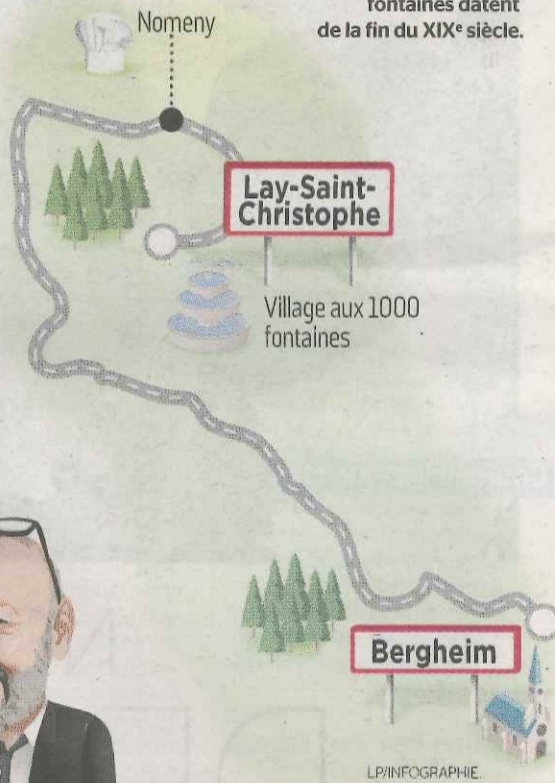 fontaines datent
de la fin du XIXe siècle.
Nomeny
Lay-Saint-
Christophe
Village aux 1000
fontaines
Bergheim
LP/INFOGRAPHIE.